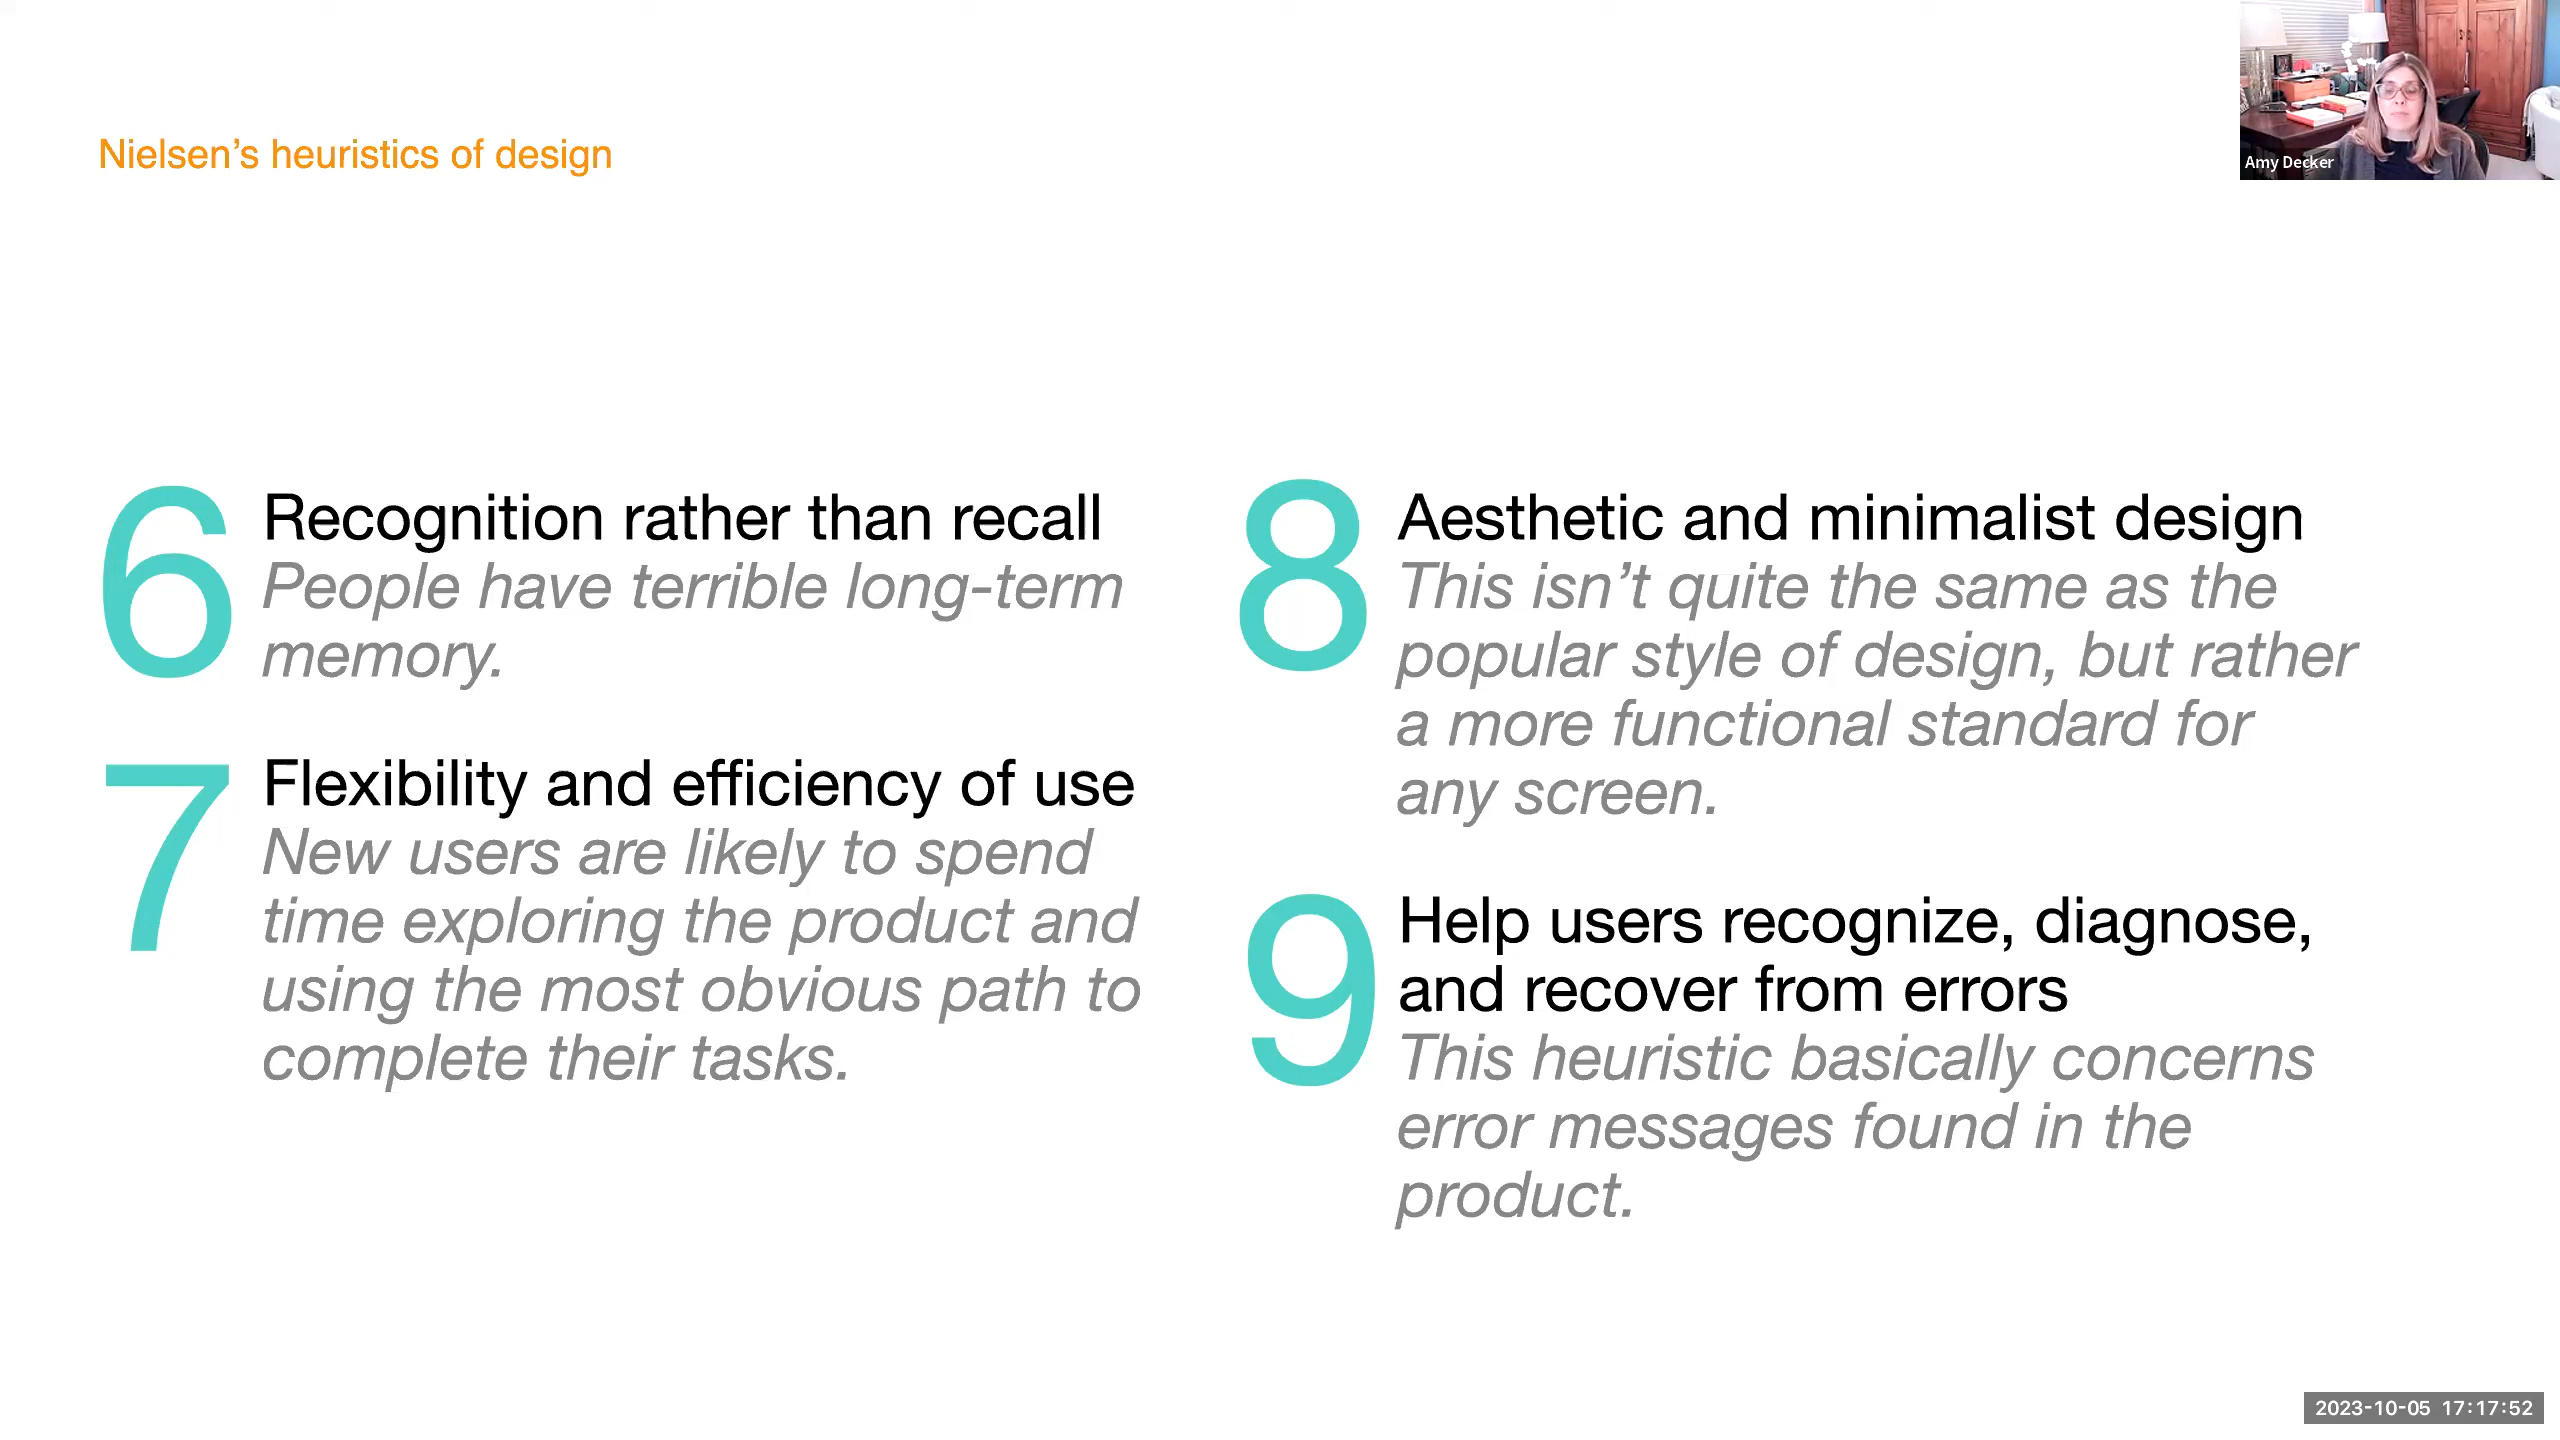 Nielsen’s heuristics of design
Amy Decker
6
Recognition rather than recall
People have terrible long-term
memory.
7
Flexibility and efficiency of use
New users are likely to spend
time exploring the product and
using the most obvious path to
complete their tasks.
8
Aesthetic and minimalist design
This isn’t quite the same as the
popular style of design, but rather
a more functional standard for
any screen.
9
Help users recognize, diagnose,
and recover from errors
This heuristic basically concerns
error messages found in the
product.
2023-10-05 17:17:52